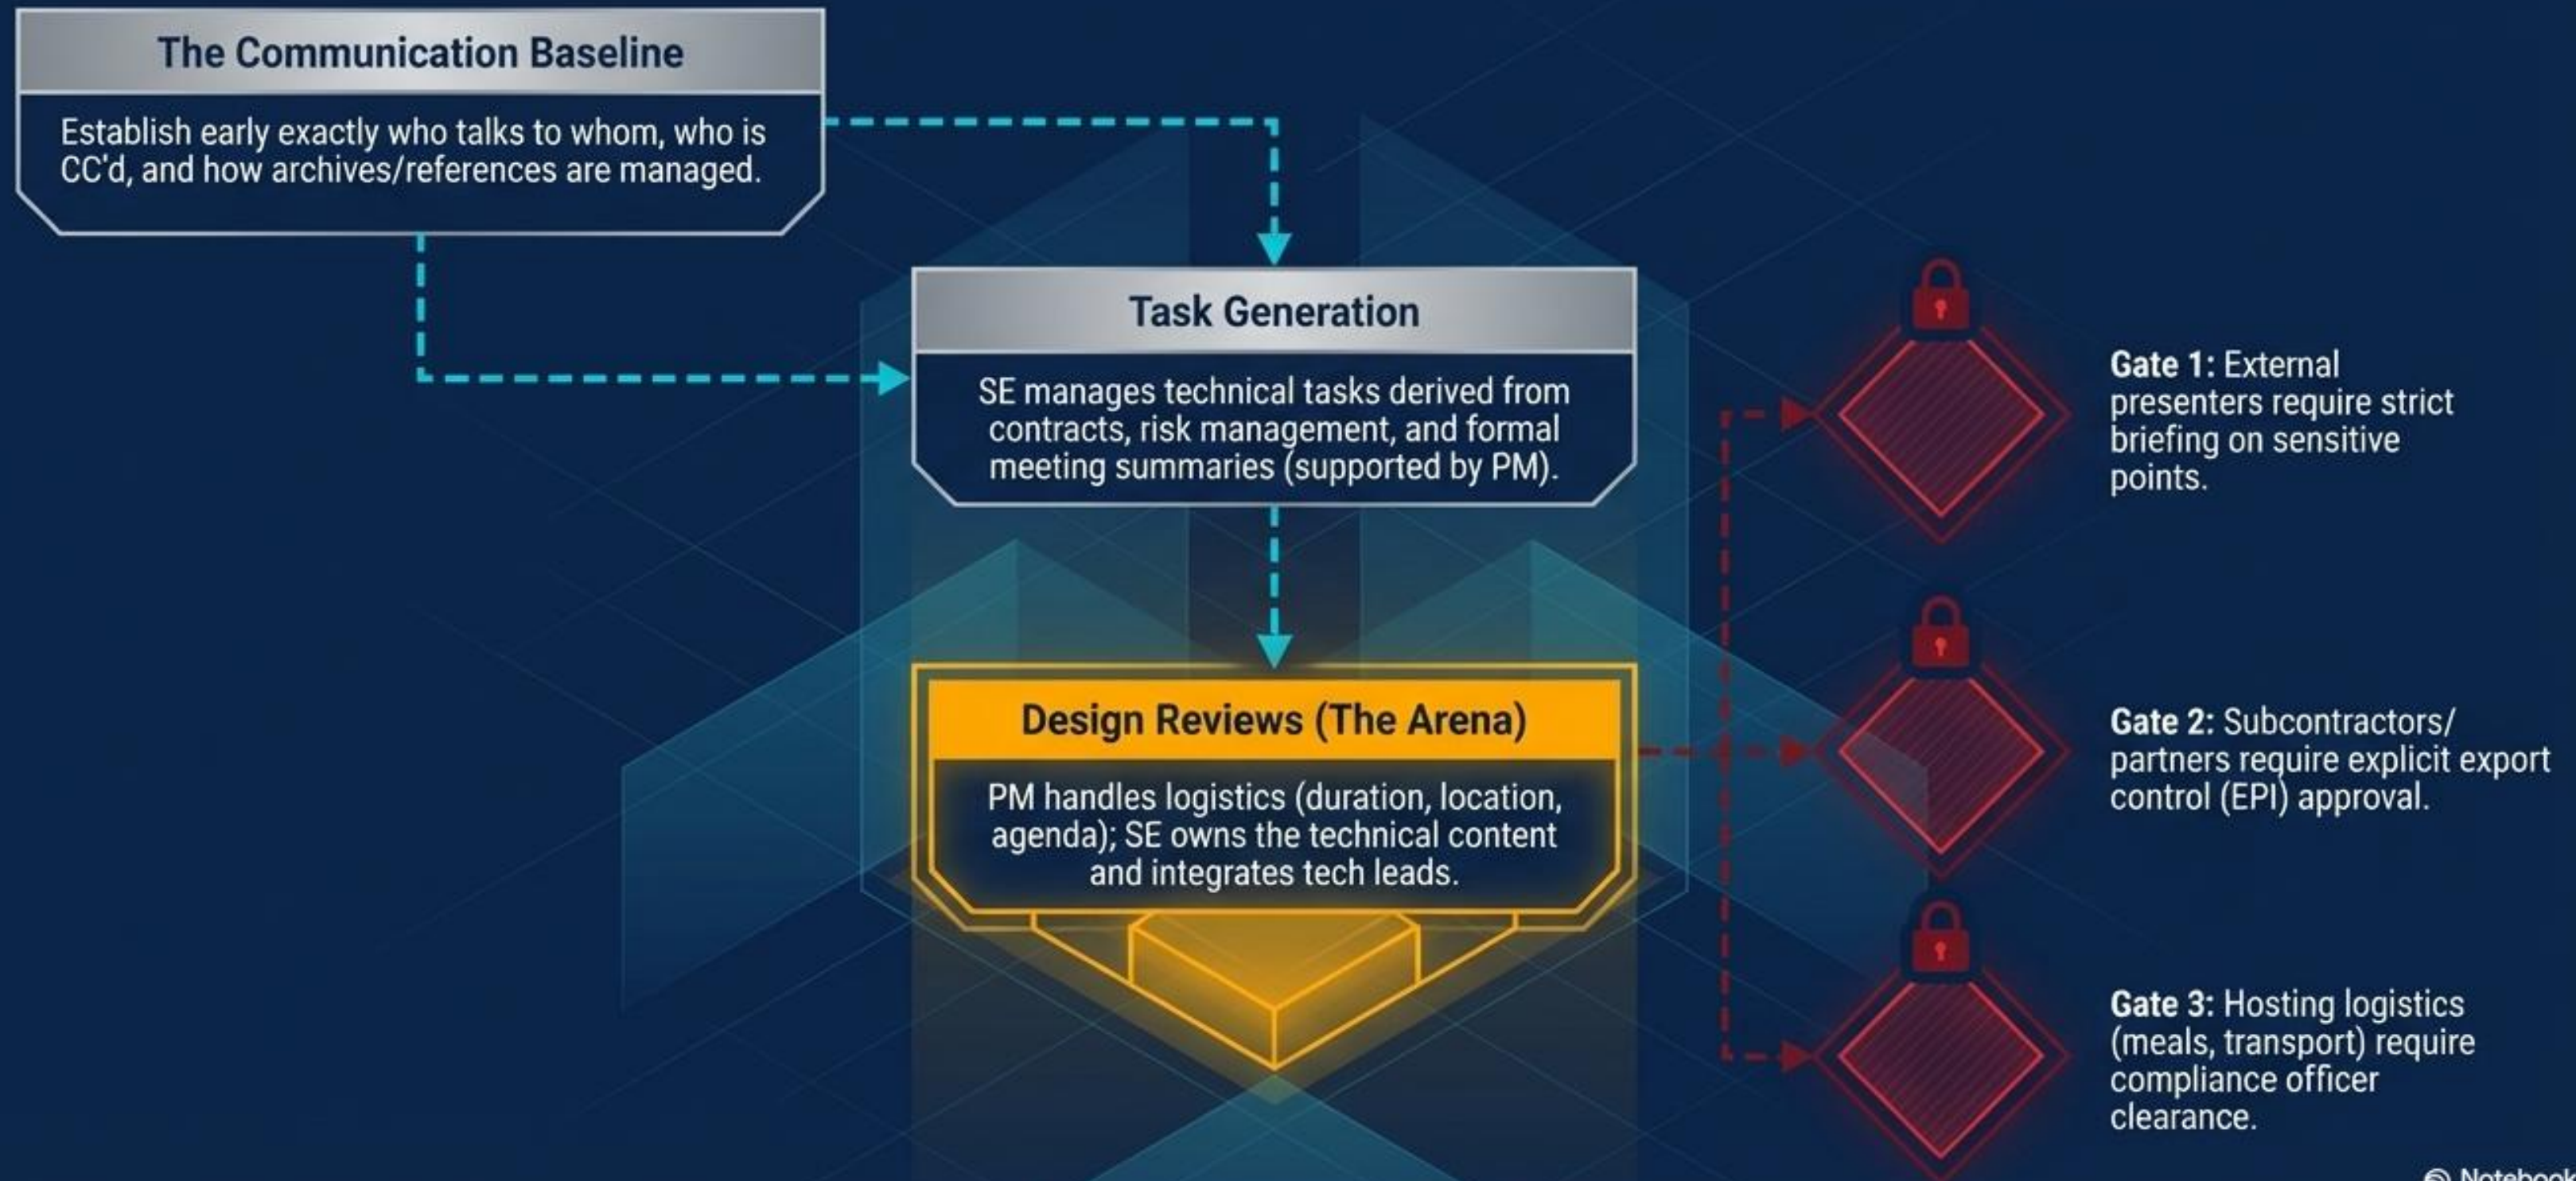 The Communication Baseline
Establish early exactly who talks to whom, who is
CC'd, and how archives/references are managed.
Task Generation
SE manages technical tasks derived from
contracts, risk management, and formal
meeting summaries (supported by PM).
Design Reviews (The Arena)
PM handles logistics (duration, location,
agenda); SE owns the technical content
and integrates tech leads.
Gate 1: External
presenters require strict
briefing on sensitive
points.
Gate 2: Subcontractors/
partners require explicit export
control (EPI) approval.
Gate 3: Hosting logistics
(meals, transport) require
compliance officer
clearance.
Notebook